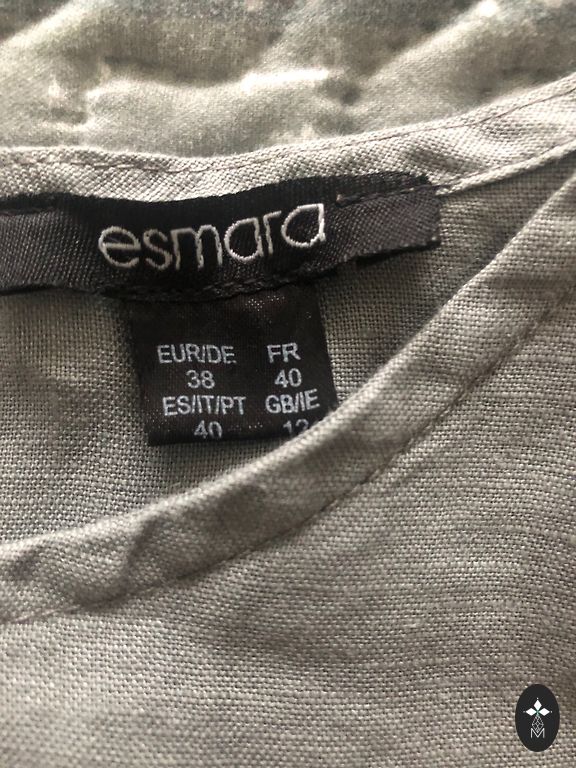 esmara
EUR/DE FR
38 40
ES/IT/PT GB/IE
40 12
M